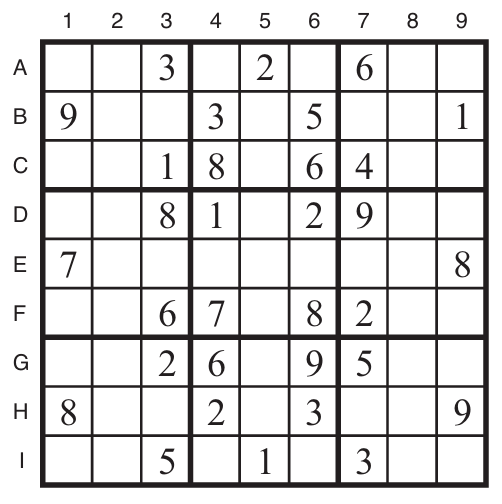 1 2 3 4 5 6 7 8 9
A 3 2 6
B 9 3 5 1
C 1 8 6 4
D 8 1 2 9
E 7 8
F 6 7 8 2
G 2 6 9 5
H 8 2 3 9
I 5 1 3